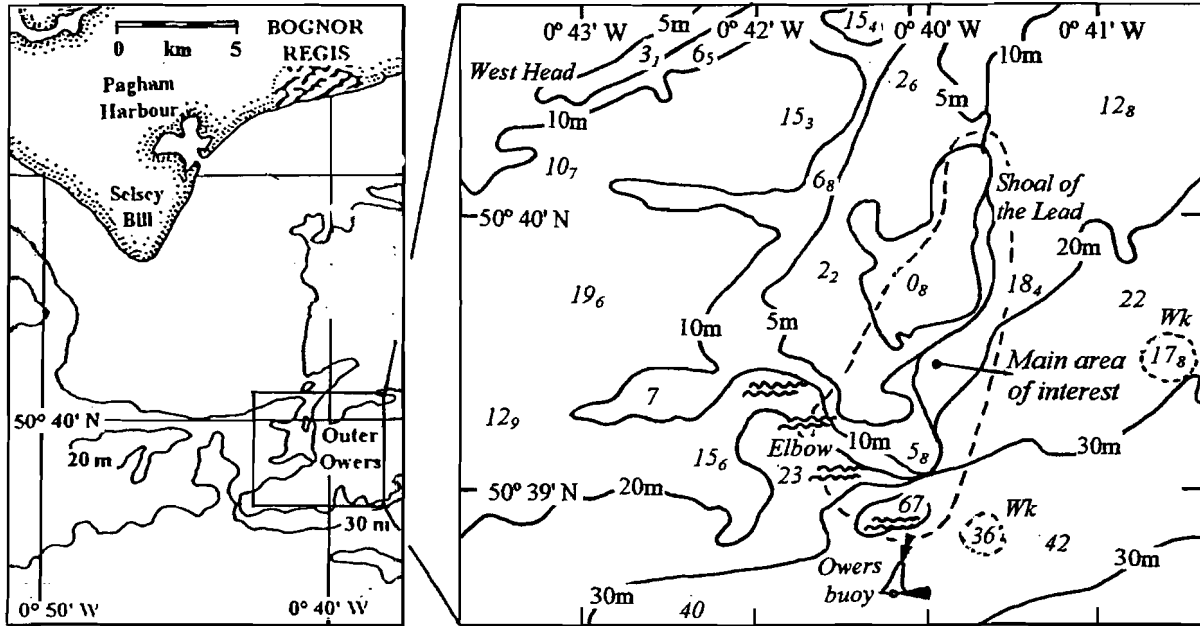 0 km 5
BOGNOR
REGIS
Pagham
Harbour
Selsey
Bill
50° 40' N
20 m
Outer
Owers
30 m
0° 50' W
0° 40' W
0° 43' W
5m
0° 42' W
15₄
0° 40' W
0° 41' W
10m
West Head
3₁
6₅
2₆
5m
12₈
10m
15₃
10₇
6₈
Shoal of
the Lead
50° 40' N
20m
2₂
0₈
18₄
19₆
22
10m
5m
Wk
17₈
Main area
of interest
7
12₉
Elbow
10m
5₈
30m
15₆
23
50° 39' N
20m
67
Wk
36
42
Owers
buoy
30m
30m
40